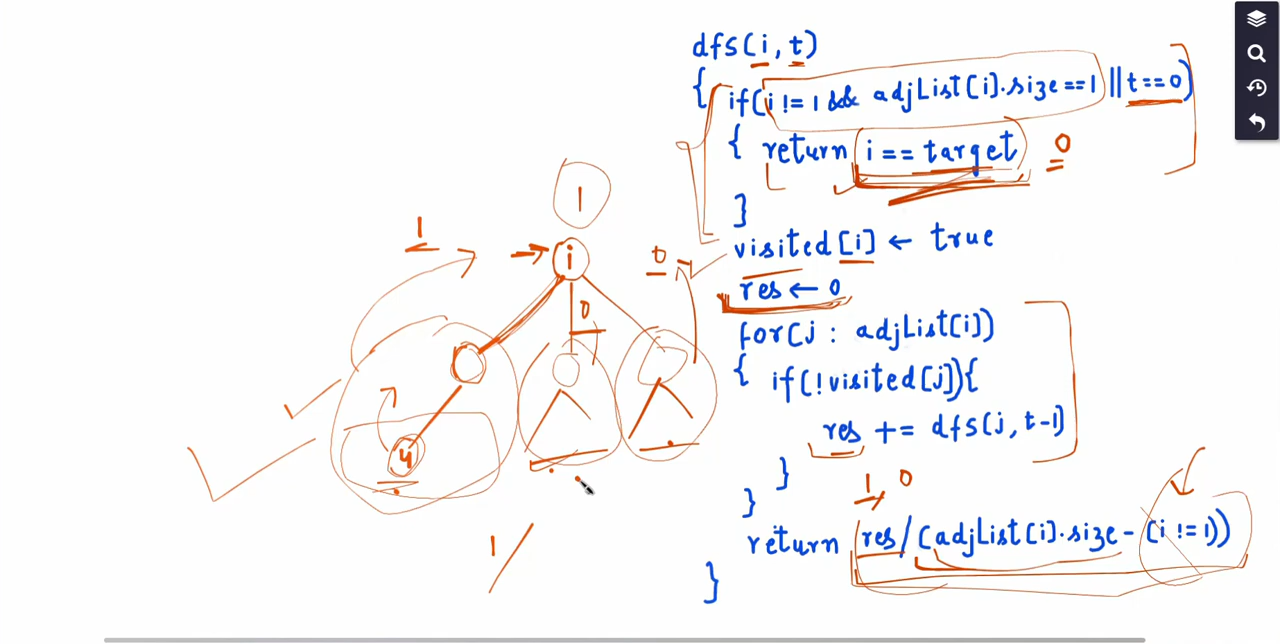 dfs(i, t)
{ if(i != 1 && adjList[i].size==1 || t==0)
{ return i == target 0
}
visited[i] ← true
res ← 0
for(j : adjList[i])
{ if(!visited[j]){
res += dfs(j, t-1)
}
1, 0
}
return res/(adjList[i].size - (i != 1))
}
1
1
i
0
4
1